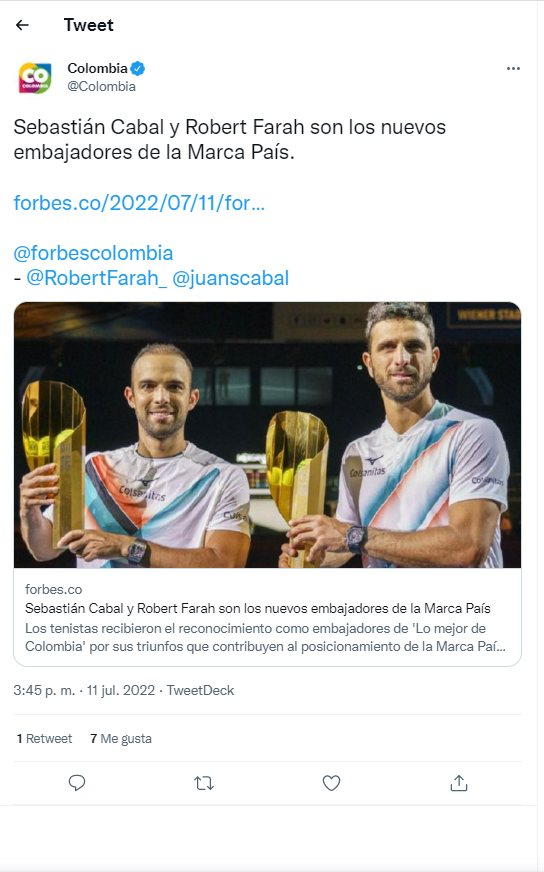 Tweet
Colombia
@Colombia
CO
COLOMBIA
Sebastián Cabal y Robert Farah son los nuevos
embajadores de la Marca País.
forbes.co/2022/07/11/for...
@forbescolombia
- @RobertFarah_ @juanscabal
WIENER STAD
Colsanitas
Colsanitas
forbes.co
Sebastián Cabal y Robert Farah son los nuevos embajadores de la Marca País
Los tenistas recibieron el reconocimiento como embajadores de 'Lo mejor de
Colombia' por sus triunfos que contribuyen al posicionamiento de la Marca Paí...
3:45 p. m. · 11 jul. 2022 · TweetDeck
1 Retweet 7 Me gusta